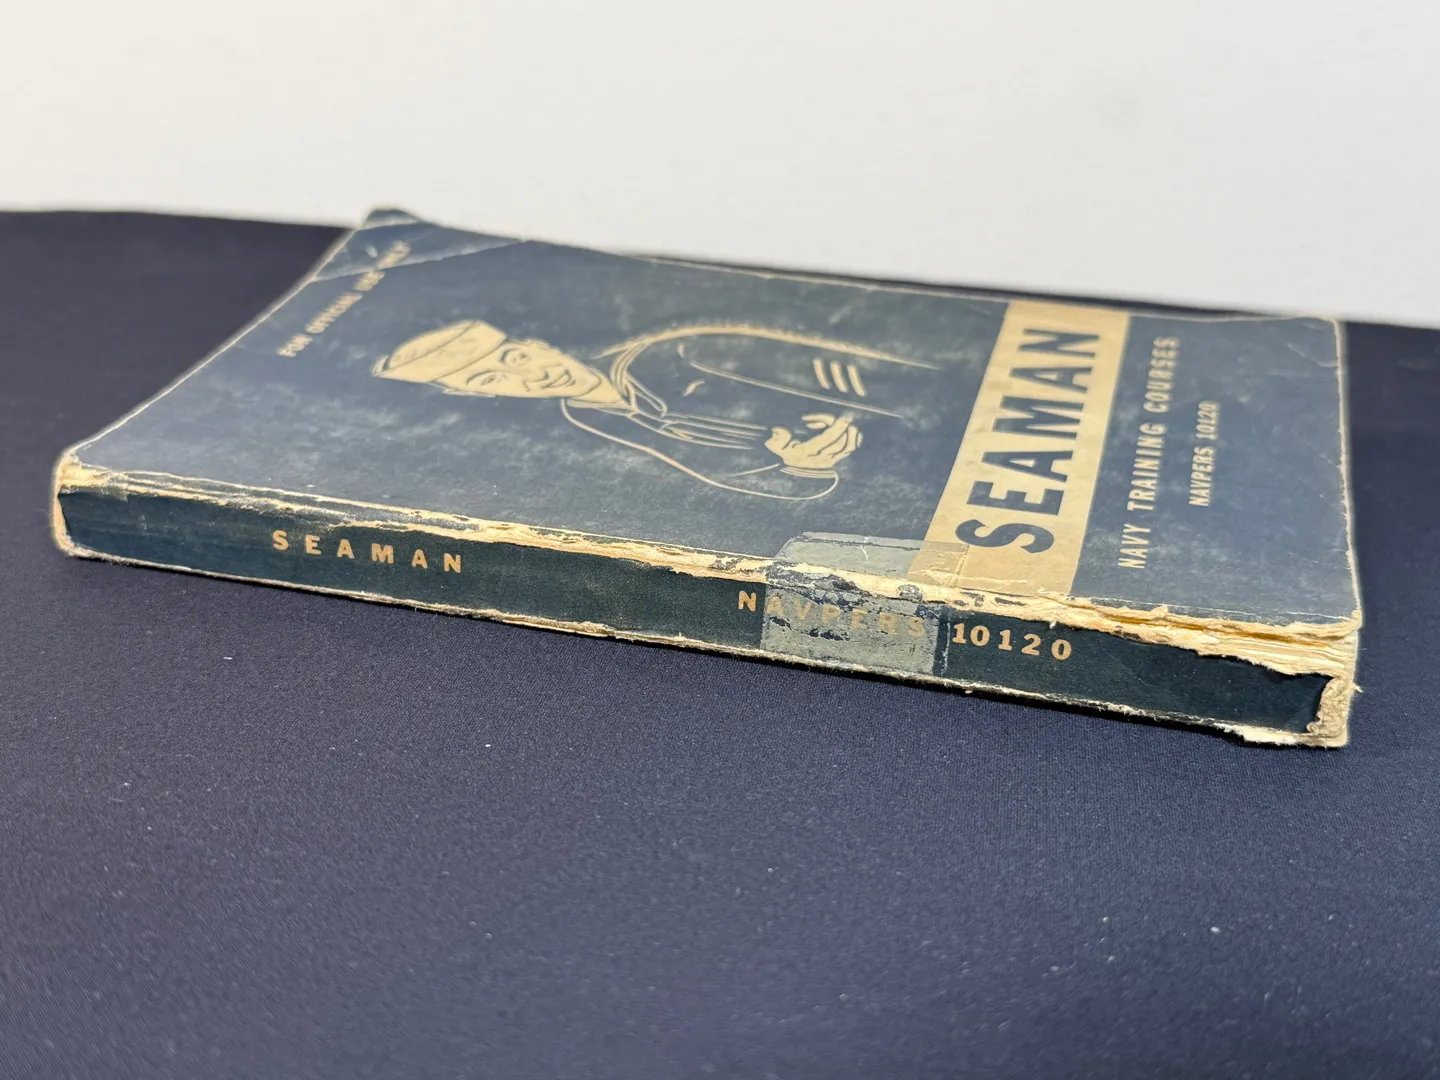 FOR OFFICIAL USE ONLY
SEAMAN
NAVY TRAINING COURSES
NAVPERS 10120
SEAMAN
NAVPERS 10120